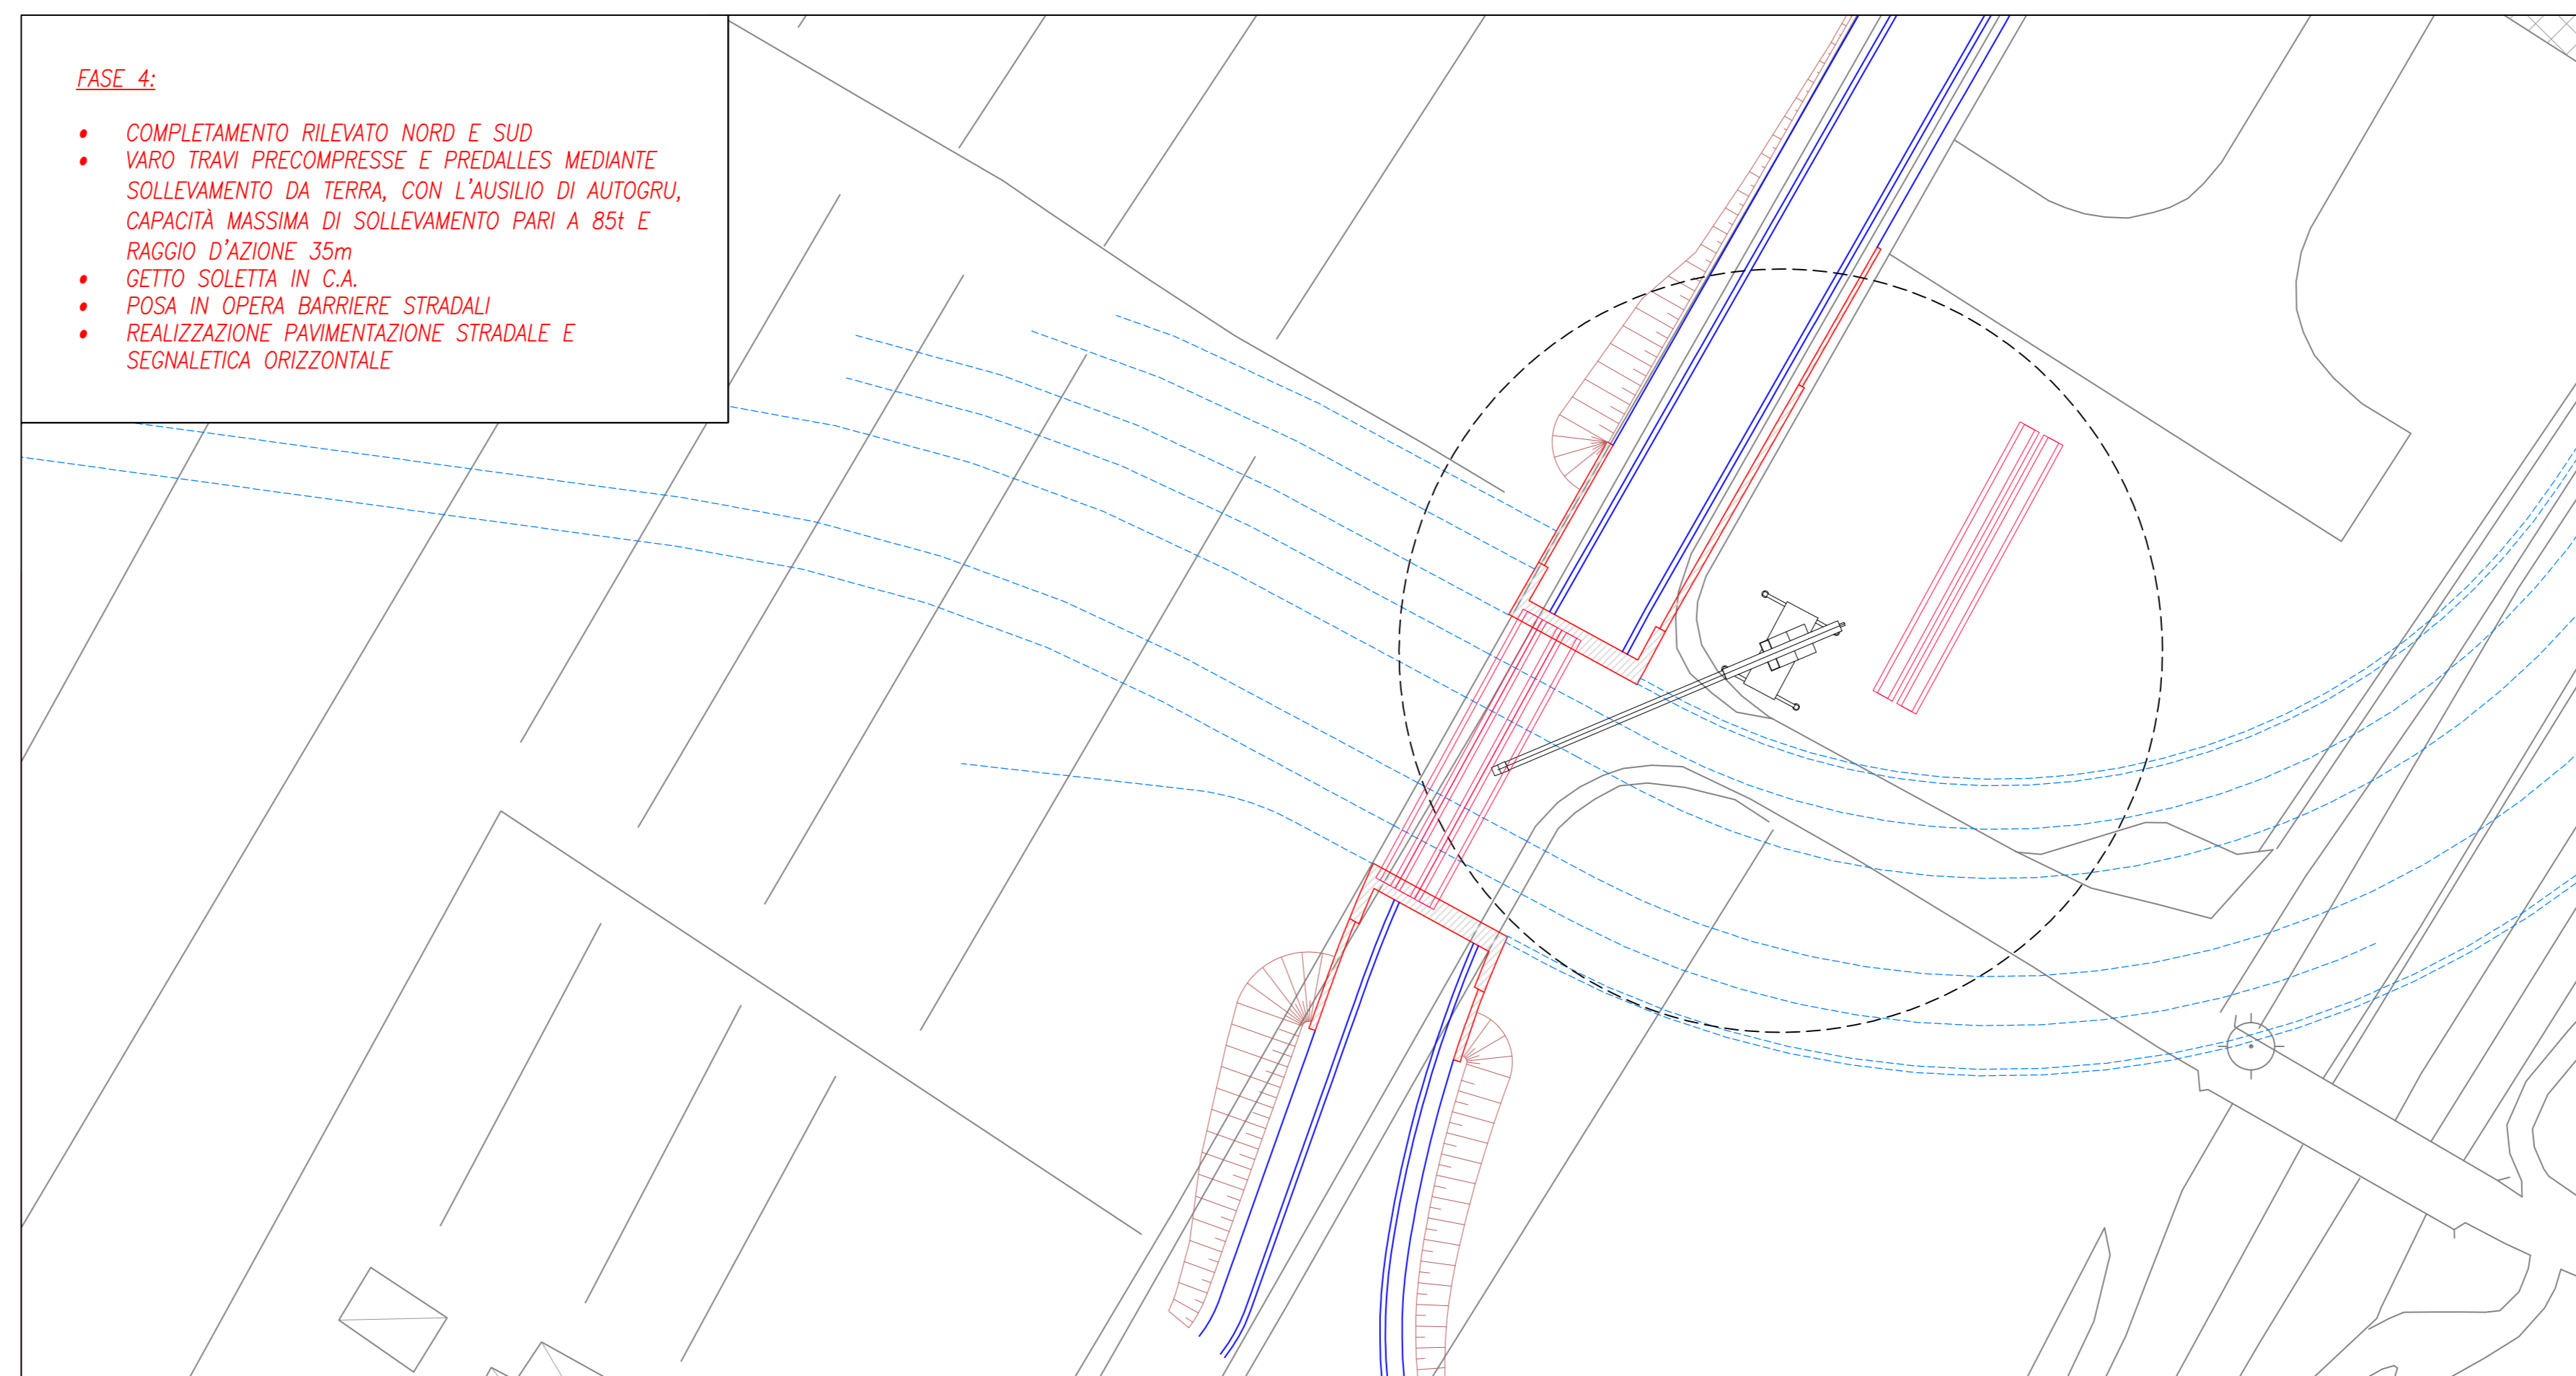 FASE 4:
• COMPLETAMENTO RILEVATO NORD E SUD
• VARO TRAVI PRECOMPRESSE E PREDALLES MEDIANTE
SOLLEVAMENTO DA TERRA, CON L'AUSILIO DI AUTOGRU,
CAPACITÀ MASSIMA DI SOLLEVAMENTO PARI A 85t E
RAGGIO D'AZIONE 35m
• GETTO SOLETTA IN C.A.
• POSA IN OPERA BARRIERE STRADALI
• REALIZZAZIONE PAVIMENTAZIONE STRADALE E
SEGNALETICA ORIZZONTALE